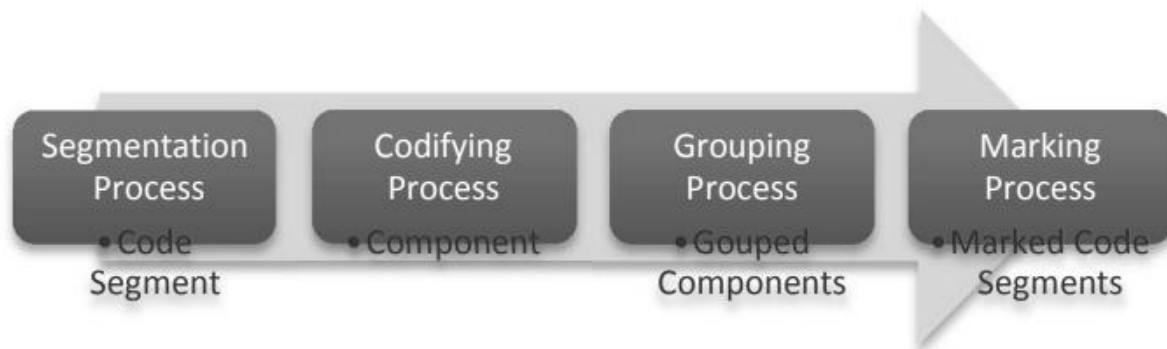 Segmentation
Process
• Code
Segment
Codifying
Process
• Component
Grouping
Process
• Gouped
Components
Marking
Process
• Marked Code
Segments